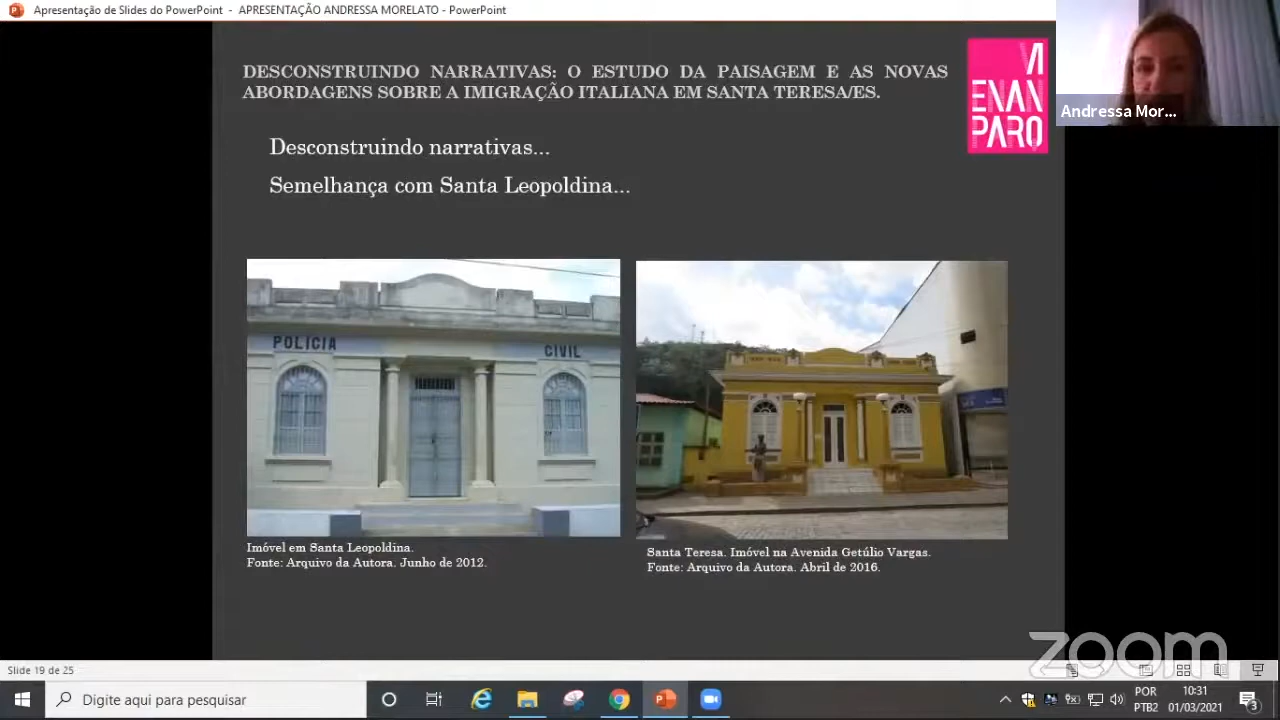 Apresentação de Slides do PowerPoint - APRESENTAÇÃO ANDRESSA MORELATO - PowerPoint
DESCONSTRUINDO NARRATIVAS: O ESTUDO DA PAISAGEM E AS NOVAS
ABORDAGENS SOBRE A IMIGRAÇÃO ITALIANA EM SANTA TERESA/ES.
VI
ENAN
PARQ
Andressa Mor...
Desconstruindo narrativas...
Semelhança com Santa Leopoldina...
POLÍCIA
CIVIL
Imóvel em Santa Leopoldina.
Fonte: Arquivo da Autora. Junho de 2012.
Santa Teresa. Imóvel na Avenida Getúlio Vargas.
Fonte: Arquivo da Autora. Abril de 2016.
zoom
Slide 19 de 25
Digite aqui para pesquisar
POR
PTB2
10:31
01/03/2021
3